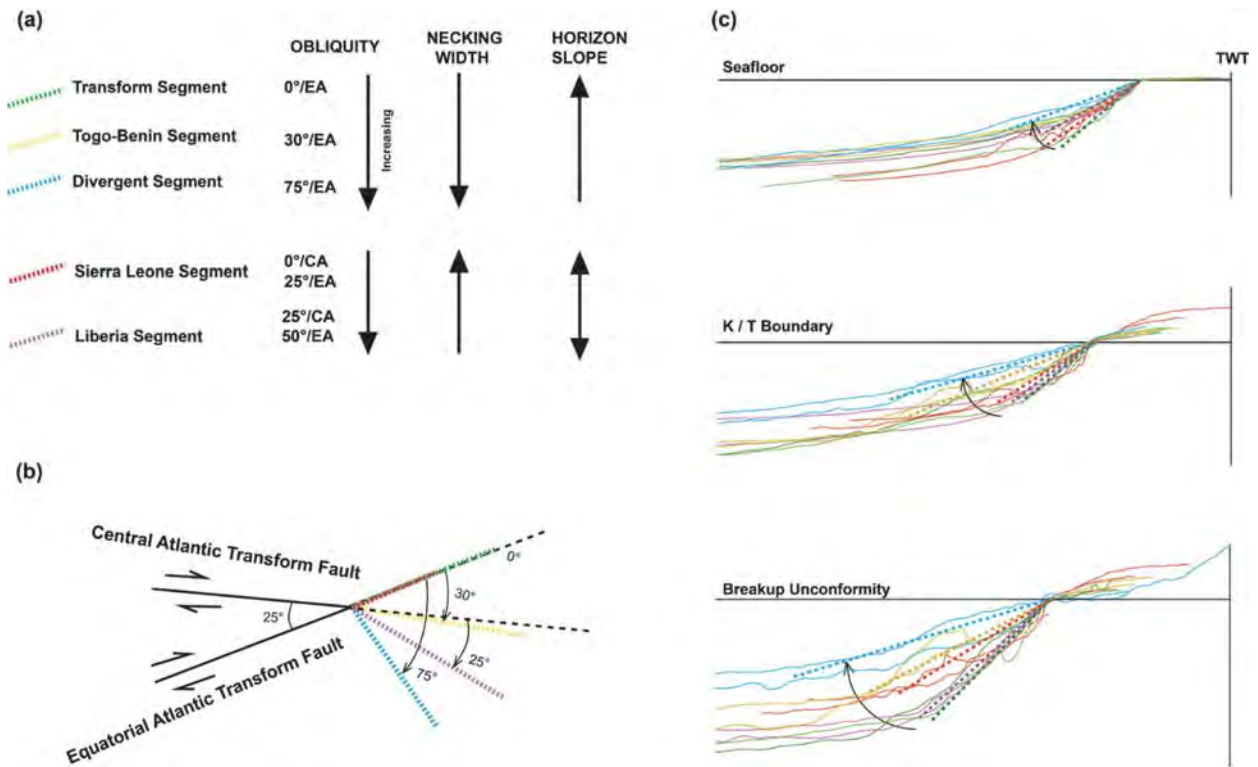 (a)
OBLIQUITY
NECKING
WIDTH
HORIZON
SLOPE
Transform Segment
0°/EA
Togo-Benin Segment
30°/EA
Divergent Segment
75°/EA
Increasing
Sierra Leone Segment
0°/CA
25°/EA
Liberia Segment
25°/CA
50°/EA
(b)
Central Atlantic Transform Fault
Equatorial Atlantic Transform Fault
25°
0°
30°
25°
75°
(c)
Seafloor
TWT
K / T Boundary
Breakup Unconformity